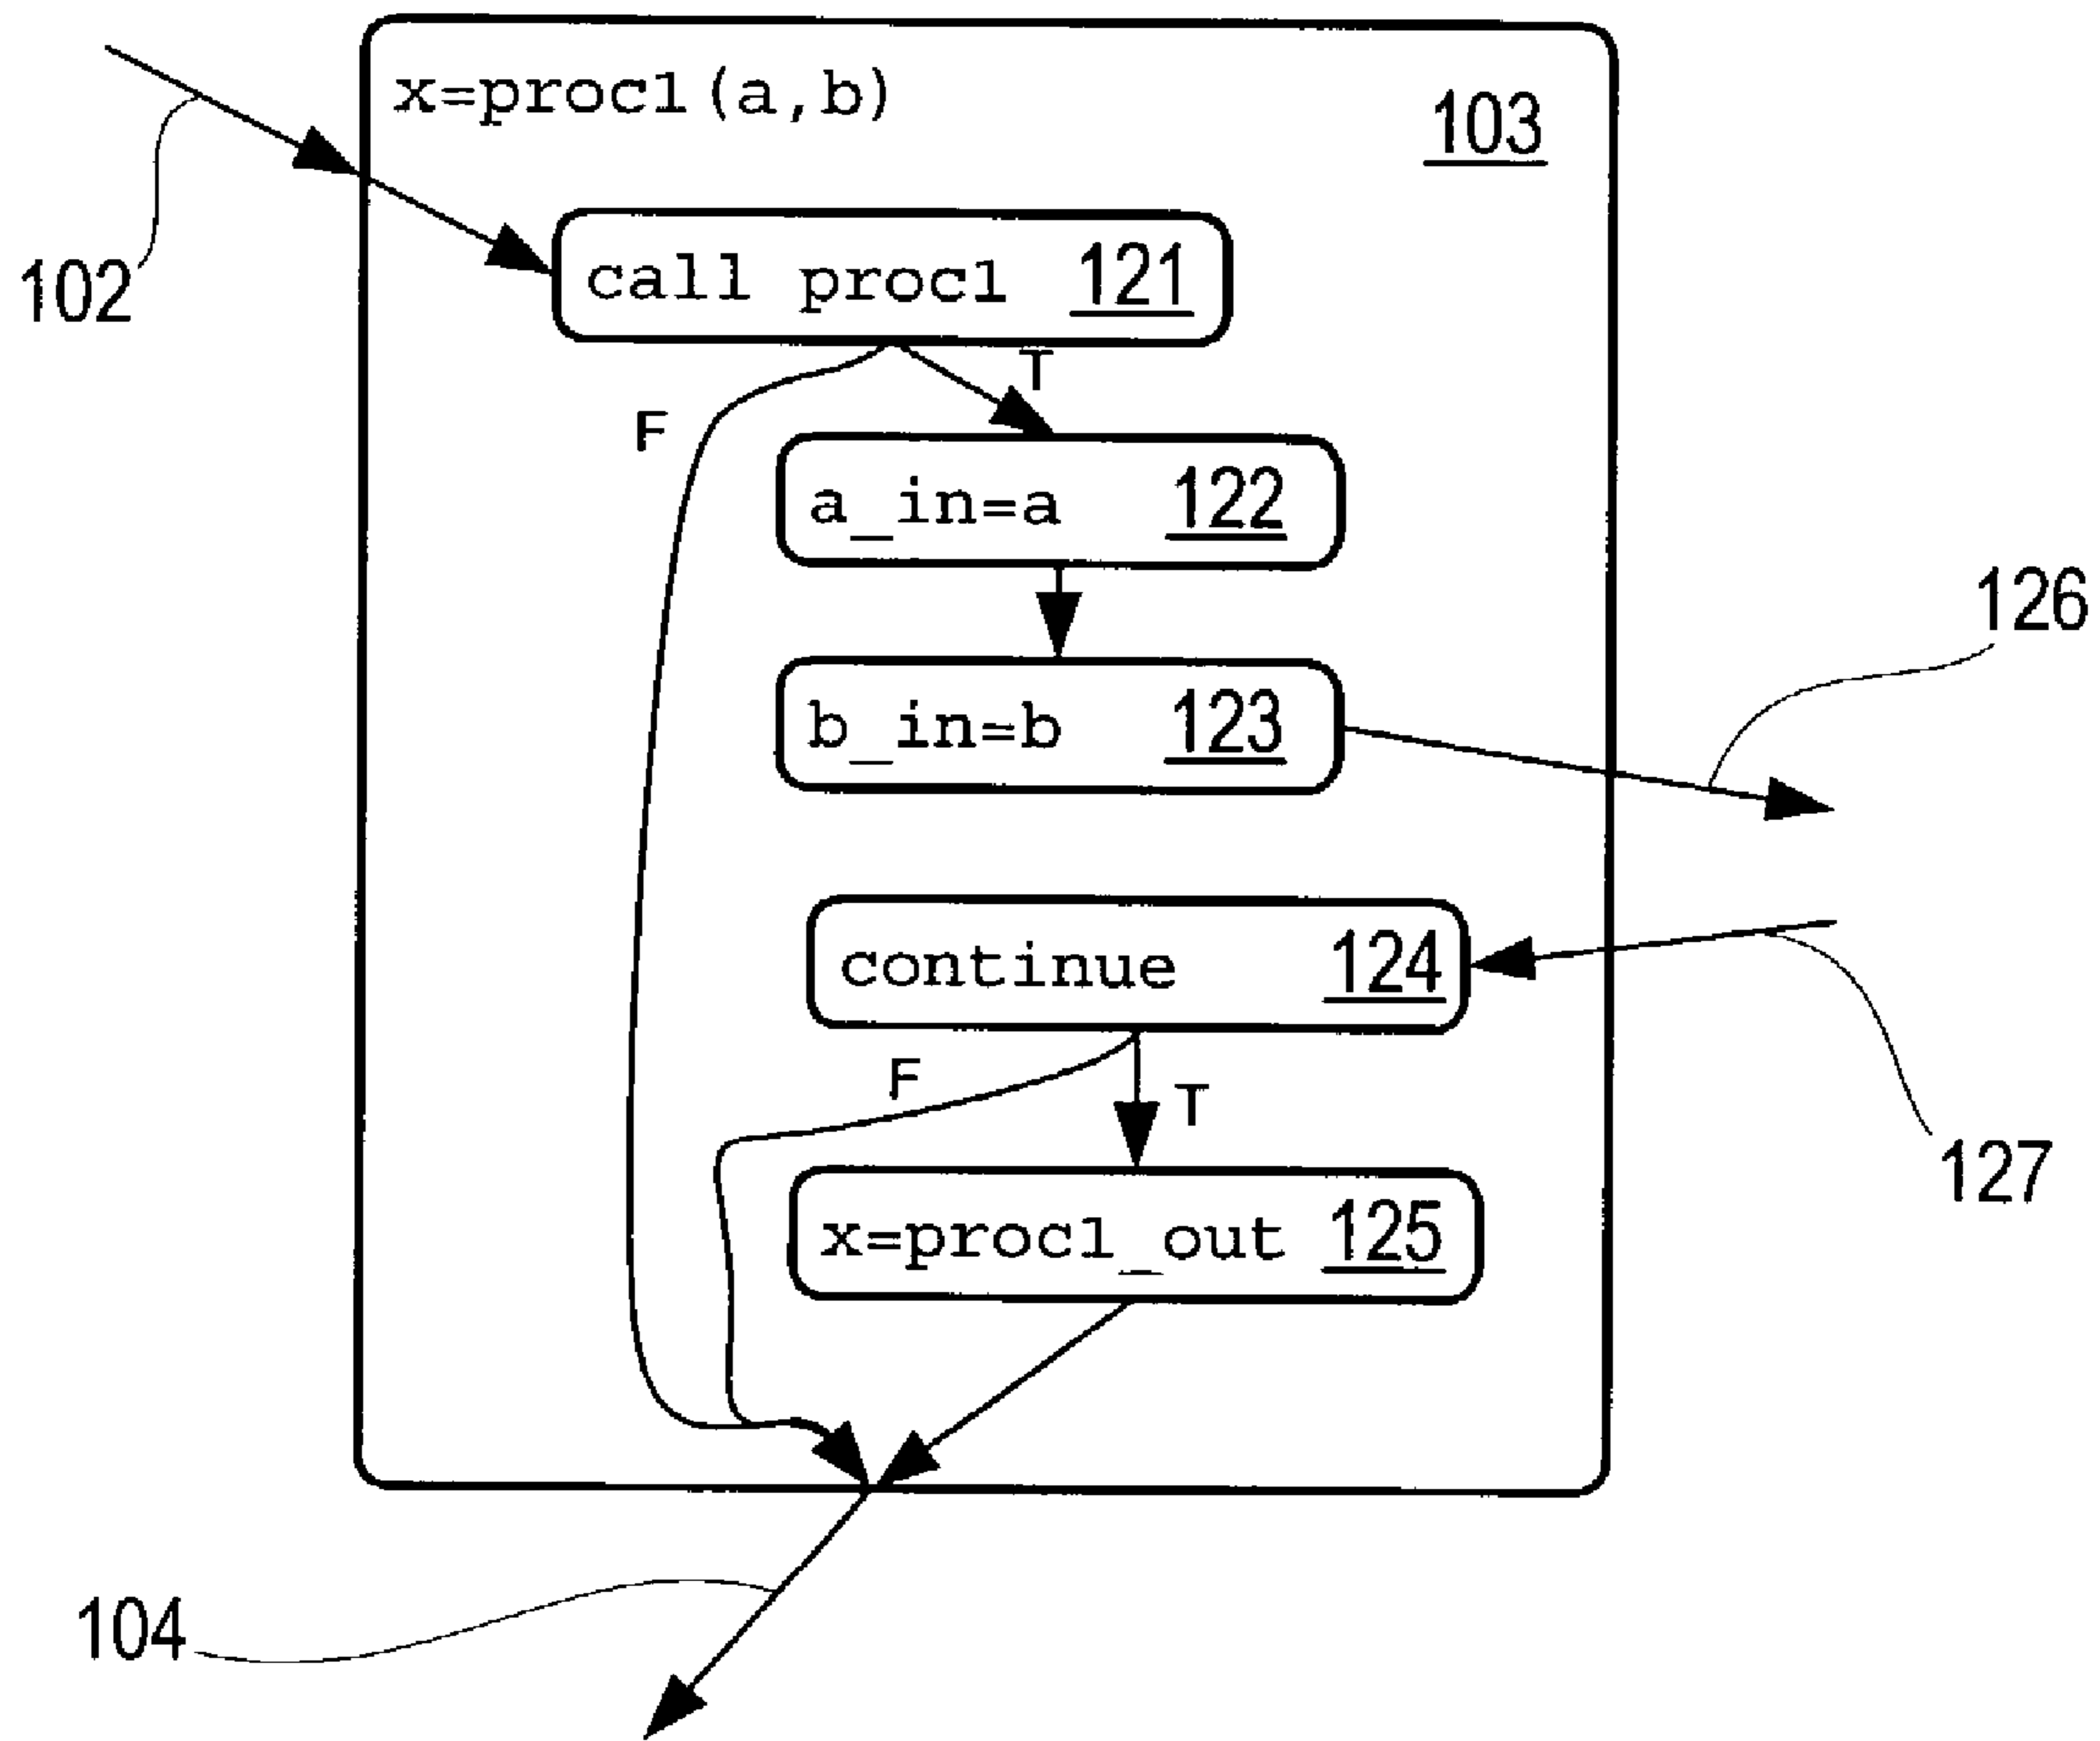 x=proc1(a,b)
103
102
call proc1 121
T
F
a_in=a 122
126
b_in=b 123
continue 124
F
T
127
x=proc1_out 125
104